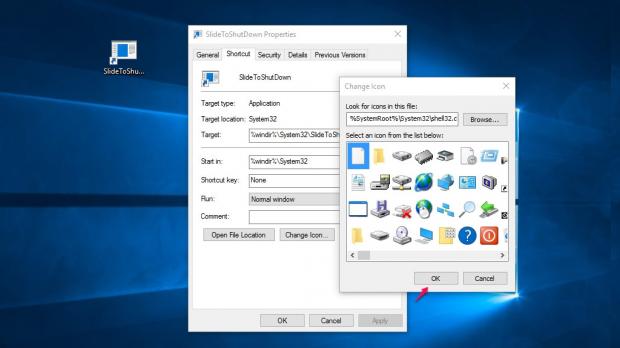 SlideToShu...
SlideToShutDown Properties
General Shortcut Security Details Previous Versions
SlideToShutDown
Target type: Application
Target location: System32
Target: %windir%\System32\SlideToSh
Start in: %windir%\System32
Shortcut key: None
Run: Normal window
Comment:
Open File Location Change Icon...
OK Cancel Apply
Change Icon
Look for icons in this file:
%SystemRoot%\System32\shell32.c
Browse...
Select an icon from the list below:
OK Cancel